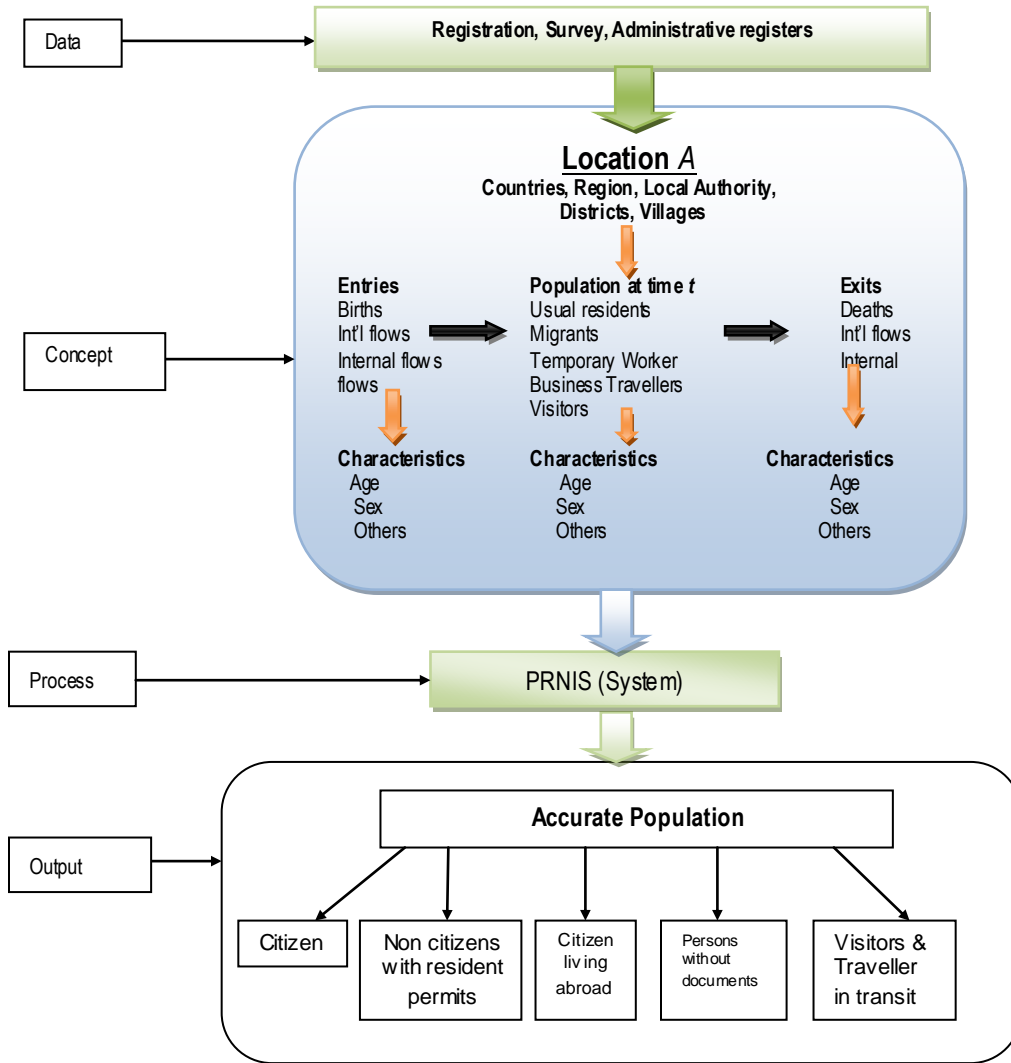 Data
Registration, Survey, Administrative registers
Location A
Countries, Region, Local Authority,
Districts, Villages
Concept
Entries
Births
Int'l flows
Internal flows
flows
Population at time t
Usual residents
Migrants
Temporary Worker
Business Travellers
Visitors
Exits
Deaths
Int'l flows
Internal
Characteristics
Age
Sex
Others
Characteristics
Age
Sex
Others
Characteristics
Age
Sex
Others
Process
PRNIS (System)
Output
Accurate Population
Citizen
Non citizens
with resident
permits
Citizen
living
abroad
Persons
without
documents
Visitors &
Traveller
in transit